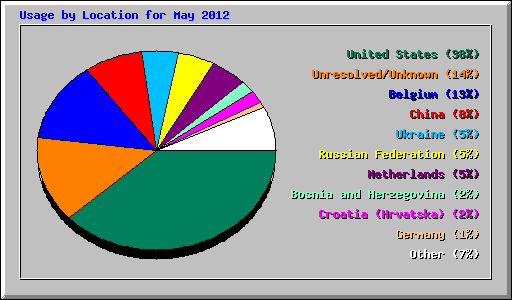 Usage by Location for May 2012
United States (38%)
Unresolved/Unknown (14%)
Belgium (13%)
China (8%)
Ukraine (5%)
Russian Federation (5%)
Netherlands (5%)
Bosnia and Herzegovina (2%)
Croatia (Hrvatska) (2%)
Germany (1%)
Other (7%)